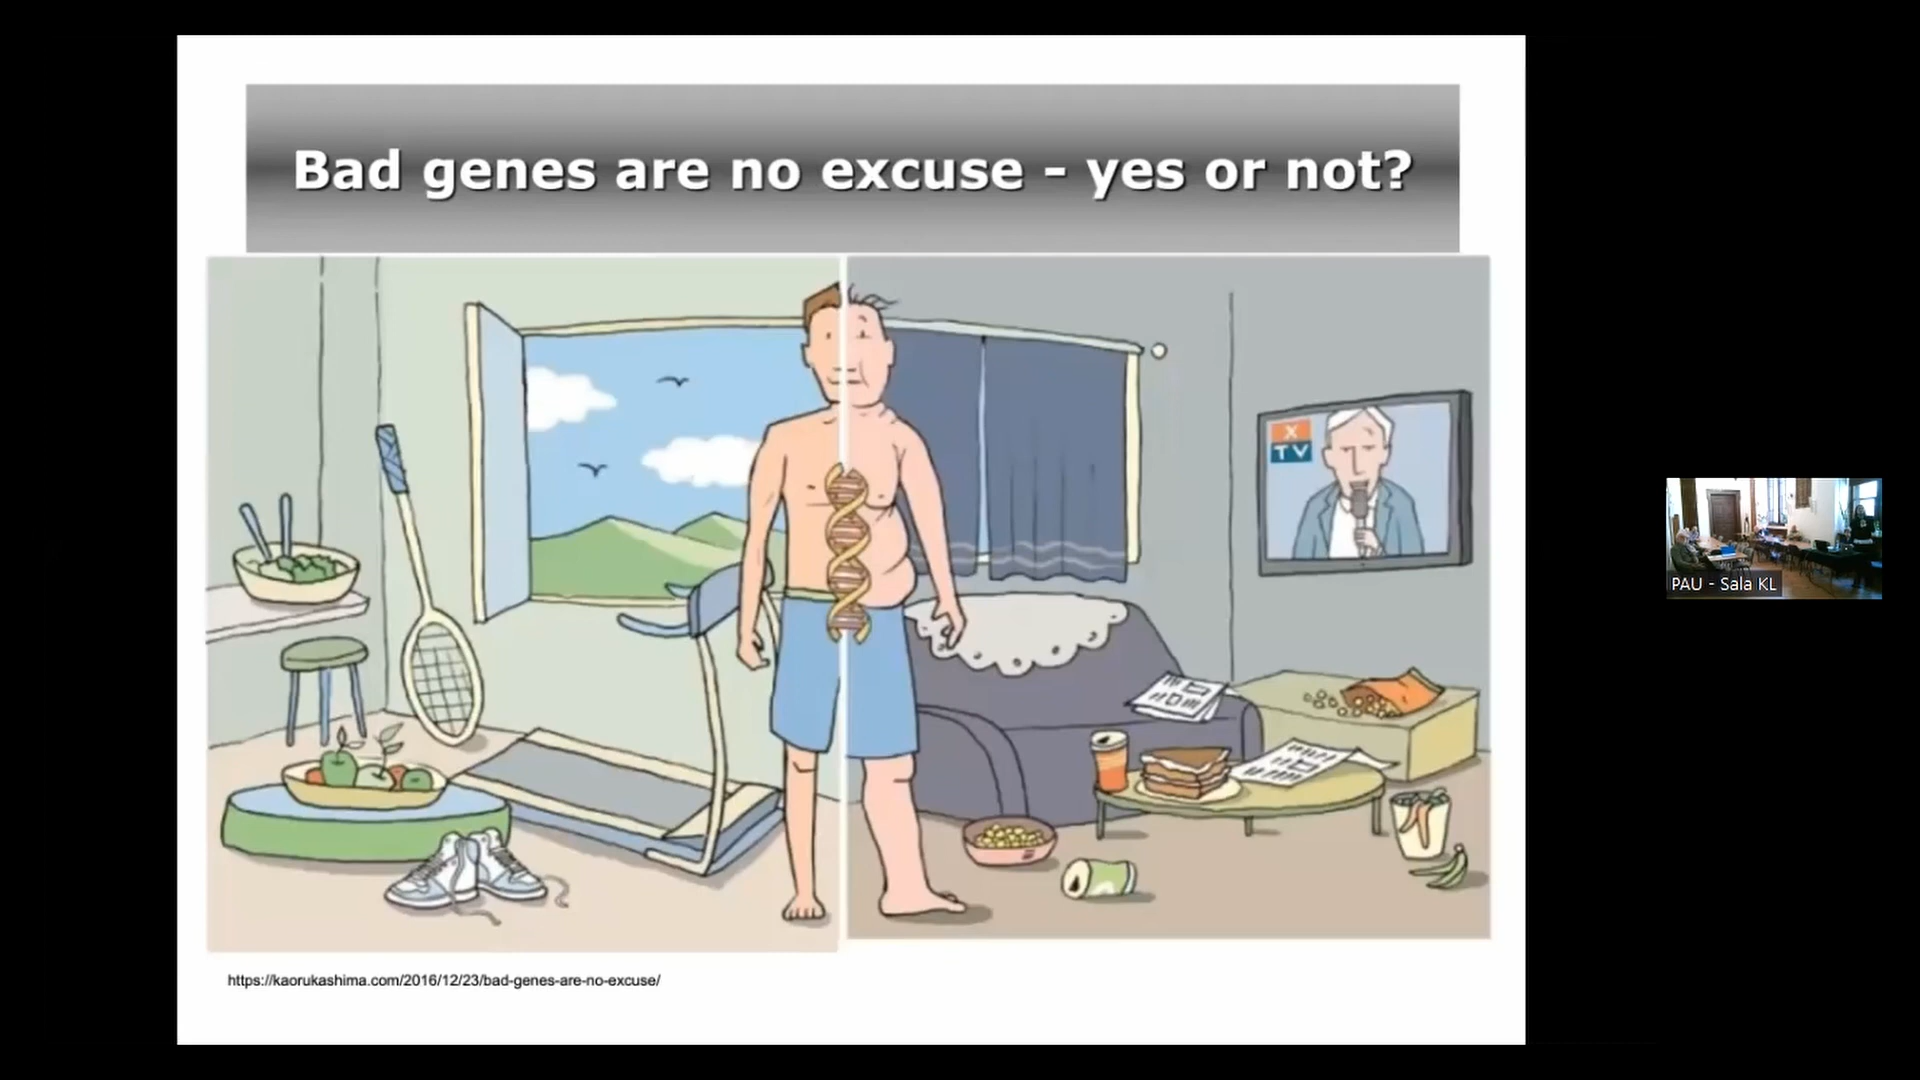 Bad genes are no excuse - yes or not?
X
TV
PAU - Sala KL
https://kaorukashima.com/2016/12/23/bad-genes-are-no-excuse/